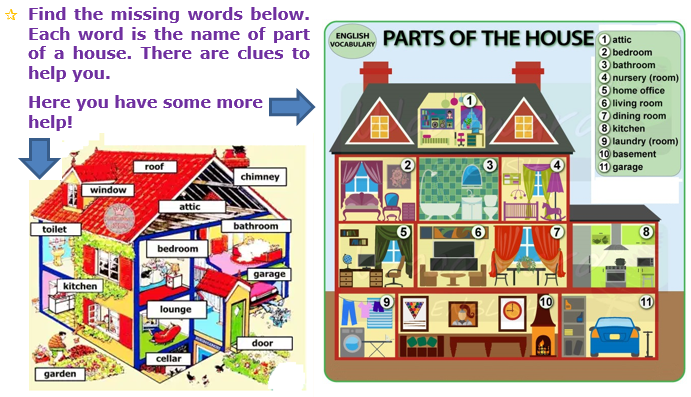 Find the missing words below.
Each word is the name of part
of a house. There are clues to
help you.
Here you have some more
help!
roof
chimney
window
attic
toilet
bathroom
bedroom
garage
kitchen
lounge
door
cellar
garden
ENGLISH
VOCABULARY
PARTS OF THE HOUSE
1 attic
2 bedroom
3 bathroom
4 nursery (room)
5 home office
6 living room
7 dining room
8 kitchen
9 laundry (room)
10 basement
11 garage
1
2
3
4
5
6
7
8
9
10
11